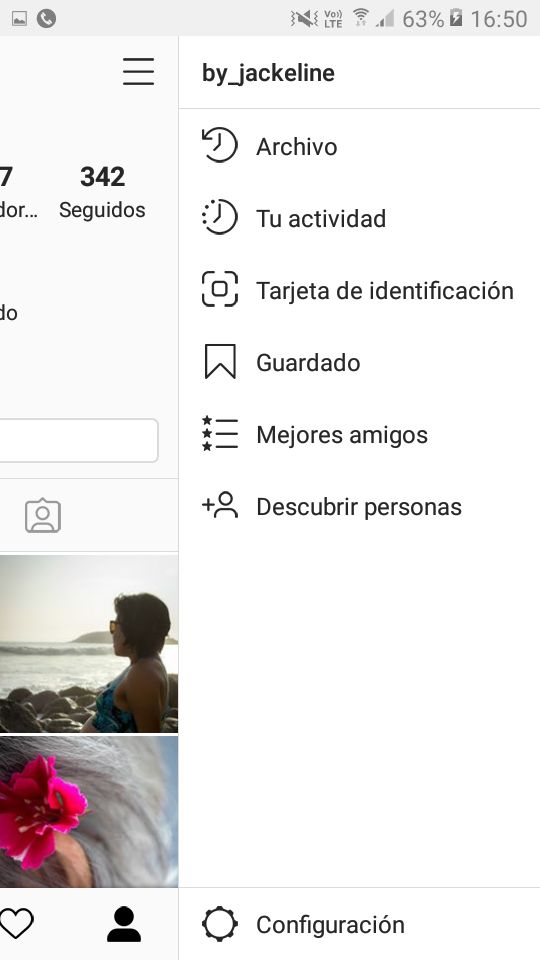 Vo))
LTE
63%
16:50
by_jackeline
7
342
dor...
Seguidos
do
Archivo
Tu actividad
Tarjeta de identificación
Guardado
Mejores amigos
Descubrir personas
Configuración